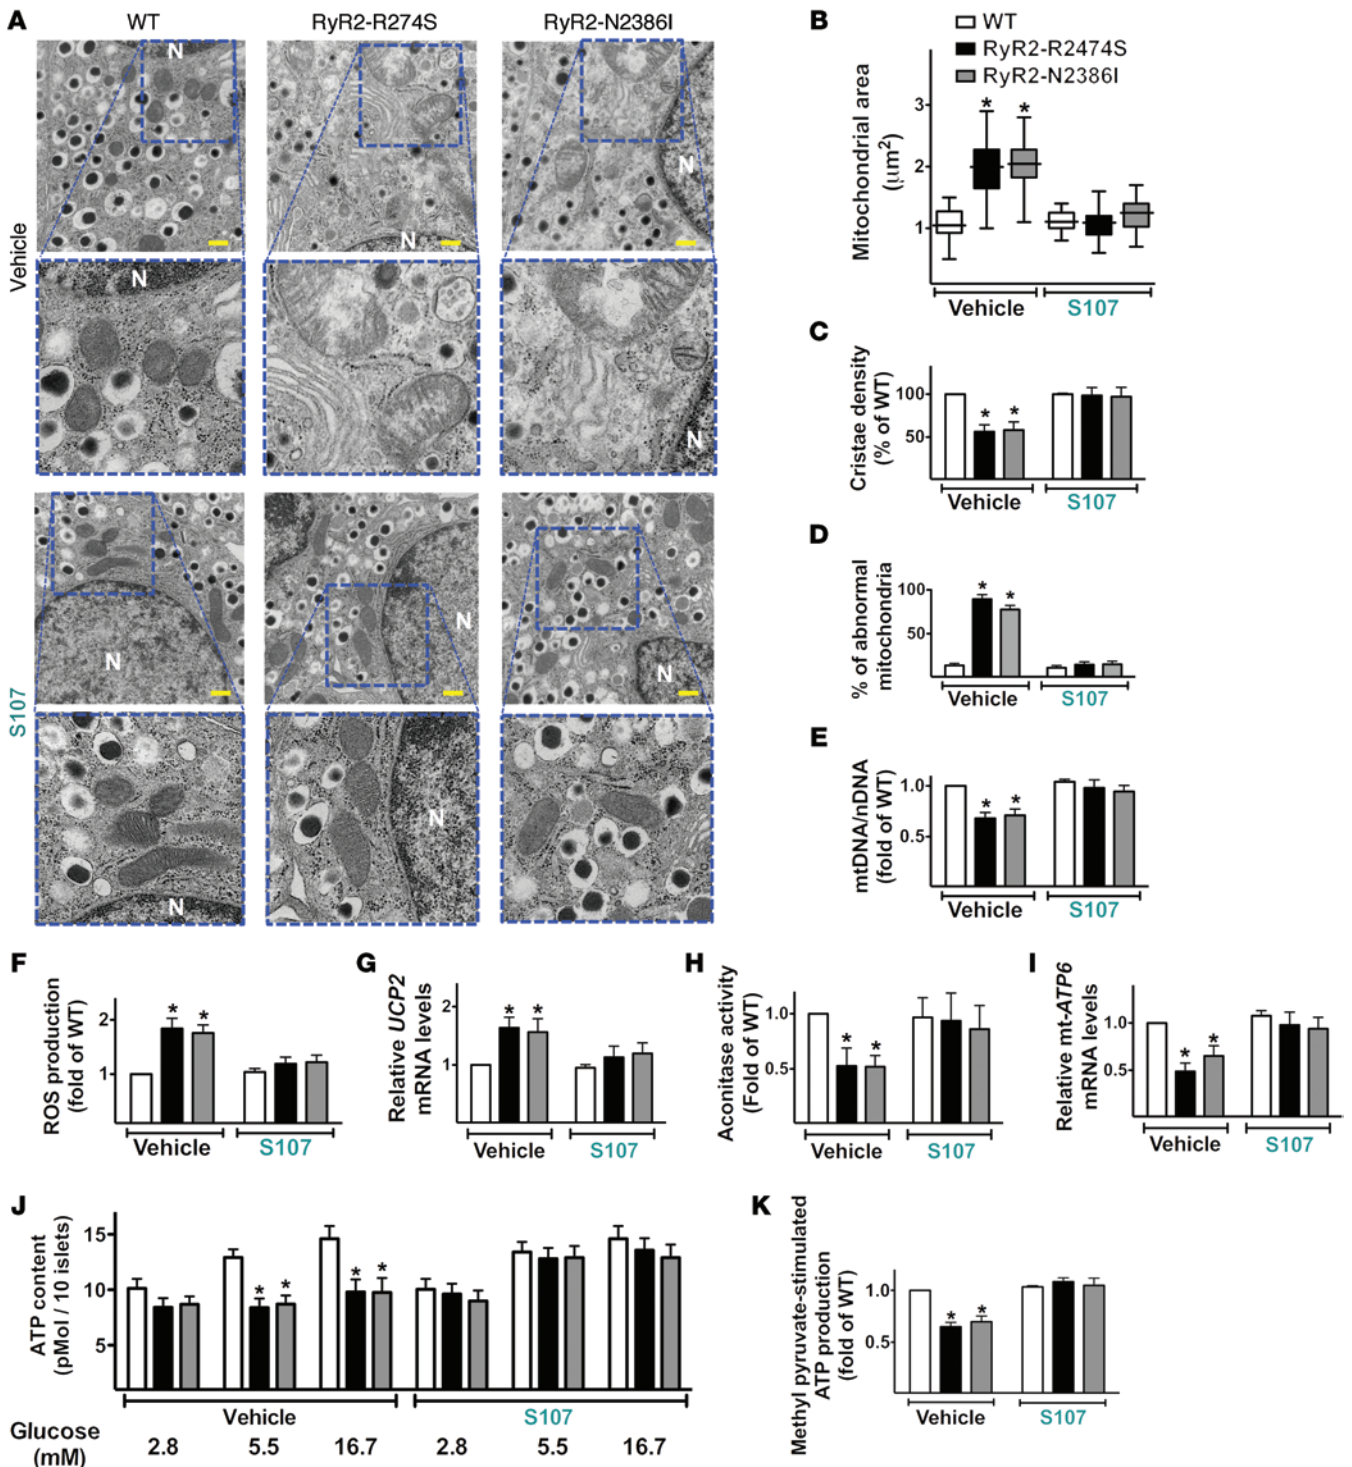 A
WT
RyR2-R274S
RyR2-N2386I
Vehicle
N
N
N
N
N
S107
N
N
N
N
N
B
WT
RyR2-R2474S
RyR2-N2386I
Mitochondrial area
(µm²)
3
2
1
* *
Vehicle
S107
C
Cristae density
(% of WT)
100
50
* *
Vehicle
S107
D
% of abnormal
mitochondria
100
50
* *
Vehicle
S107
E
mtDNA/nDNA
(fold of WT)
1.0
0.5
* *
Vehicle
S107
F
ROS production
(fold of WT)
2
1
* *
Vehicle
S107
G
Relative UCP2
mRNA levels
2
1
* *
Vehicle
S107
H
Aconitase activity
(Fold of WT)
1.0
0.5
* *
Vehicle
S107
I
Relative mt-ATP6
mRNA levels
1.0
0.5
* *
Vehicle
S107
J
ATP content
(pMol / 10 islets)
15
10
5
* * * *
Vehicle
S107
Glucose
(mM)
2.8 5.5 16.7 2.8 5.5 16.7
K
Methyl pyruvate-stimulated
ATP production
(fold of WT)
1.0
0.5
* *
Vehicle
S107